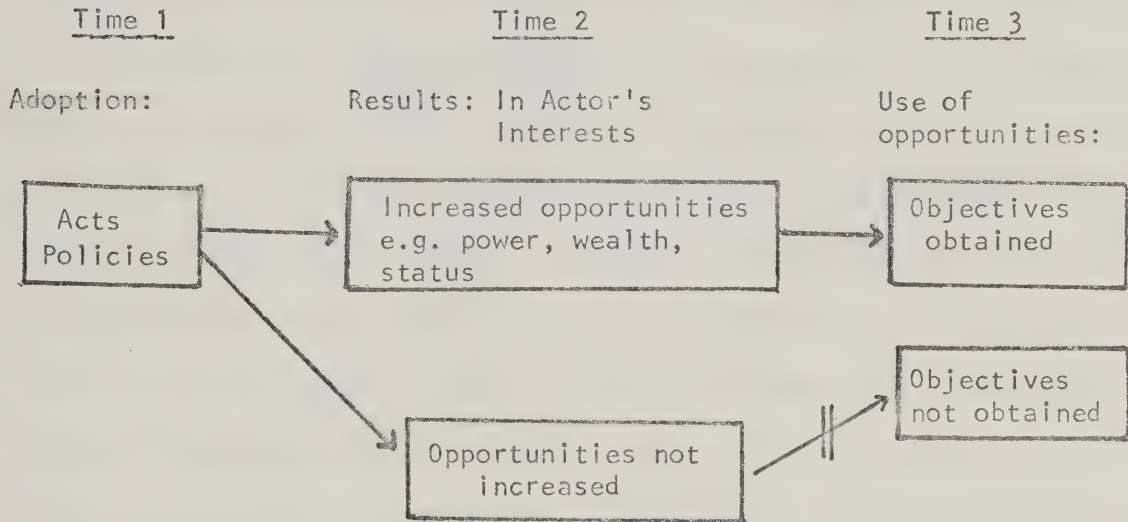 Time 1 Time 2 Time 3
Adoption: Results: In Actor's Use of
Interests opportunities:
Acts
Policies
Increased opportunities
e.g. power, wealth,
status
Objectives
obtained
Opportunities not
increased
Objectives
not obtained